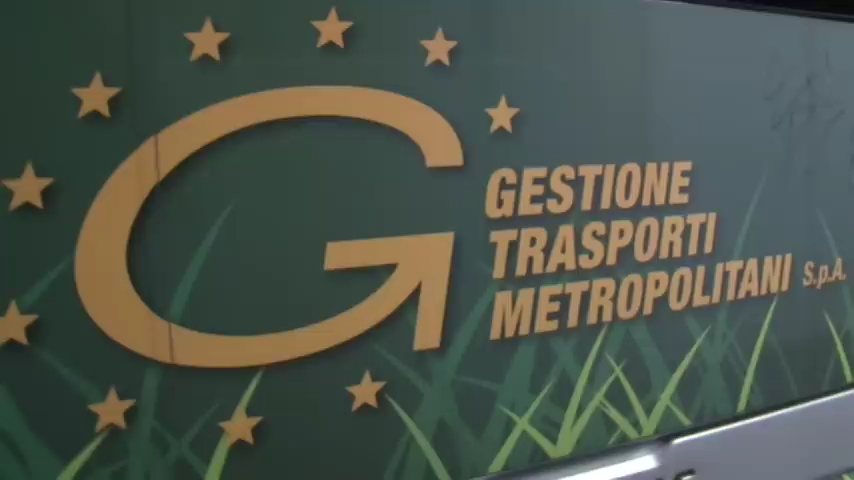 G
GESTIONE
TRASPORTI
METROPOLITANI S.p.A.